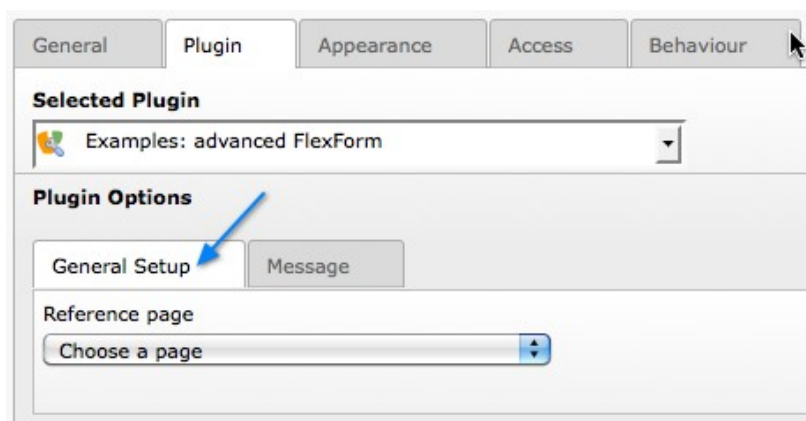 General Plugin Appearance Access Behaviour
Selected Plugin
Examples: advanced FlexForm
Plugin Options
General Setup Message
Reference page
Choose a page